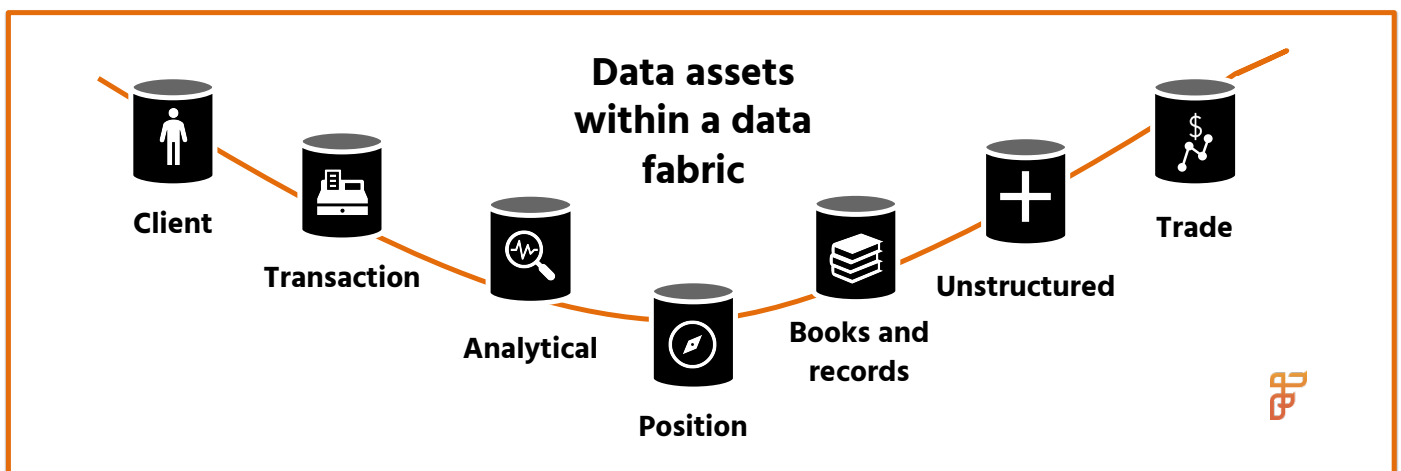 Data assets
within a data
fabric
Client
Transaction
Analytical
Position
Books and
records
Unstructured
Trade
$